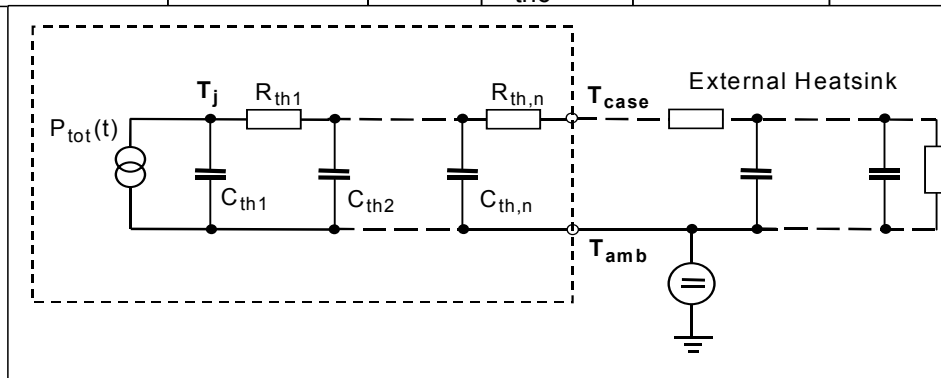 External Heatsink
T_j
R_th1
R_th,n
T_case
P_tot(t)
C_th1
C_th2
C_th,n
T_amb